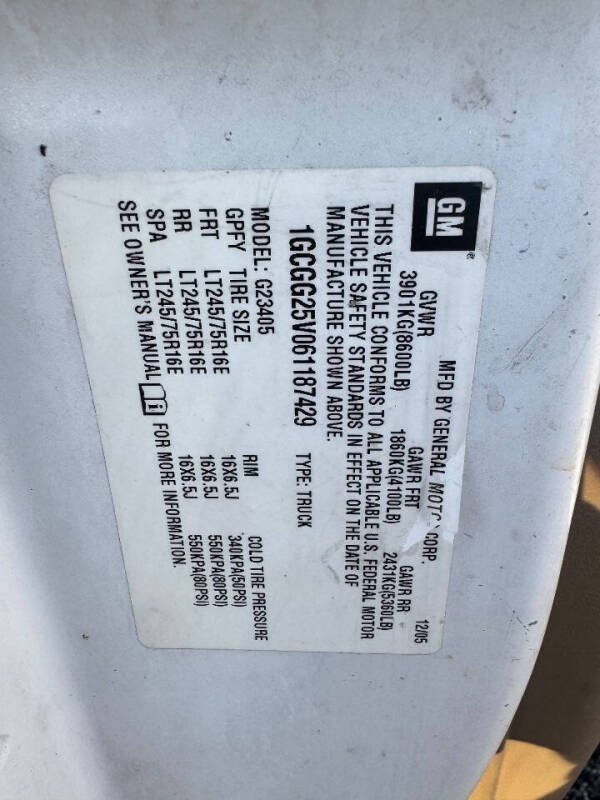 GM®
MFD BY GENERAL MOTORS CORP. 12/05
GVWR GAWR FRT GAWR RR
3901KG(8600LB) 1860KG(4100LB) 2431KG(5360LB)
THIS VEHICLE CONFORMS TO ALL APPLICABLE U.S. FEDERAL MOTOR
VEHICLE SAFETY STANDARDS IN EFFECT ON THE DATE OF
MANUFACTURE SHOWN ABOVE.
1GCGG25V061187429 TYPE: TRUCK
MODEL: G23405
GPFY TIRE SIZE RIM COLD TIRE PRESSURE
FRT LT245/75R16E 16X6.5J 340KPA(50PSI)
RR LT245/75R16E 16X6.5J 550KPA(80PSI)
SPA LT245/75R16E 16X6.5J 550KPA(80PSI)
SEE OWNER'S MANUAL i FOR MORE INFORMATION.